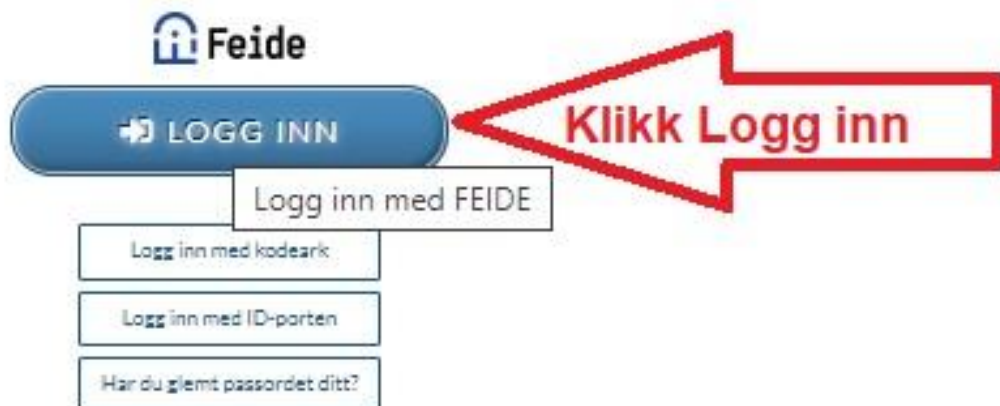 Feide
LOGG INN
Klikk Logg inn
Logg inn med FEIDE
Logg inn med kodeark
Logg inn med ID-porten
Har du glemt passordet ditt?